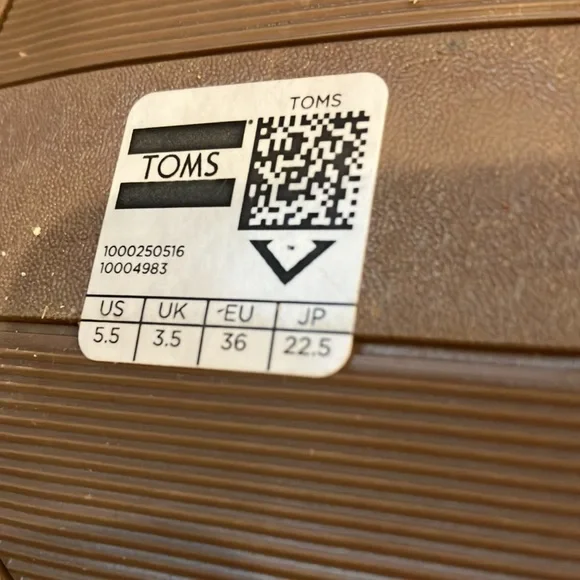 TOMS
TOMS
1000250516
10004983
US UK EU JP
5.5 3.5 36 22.5